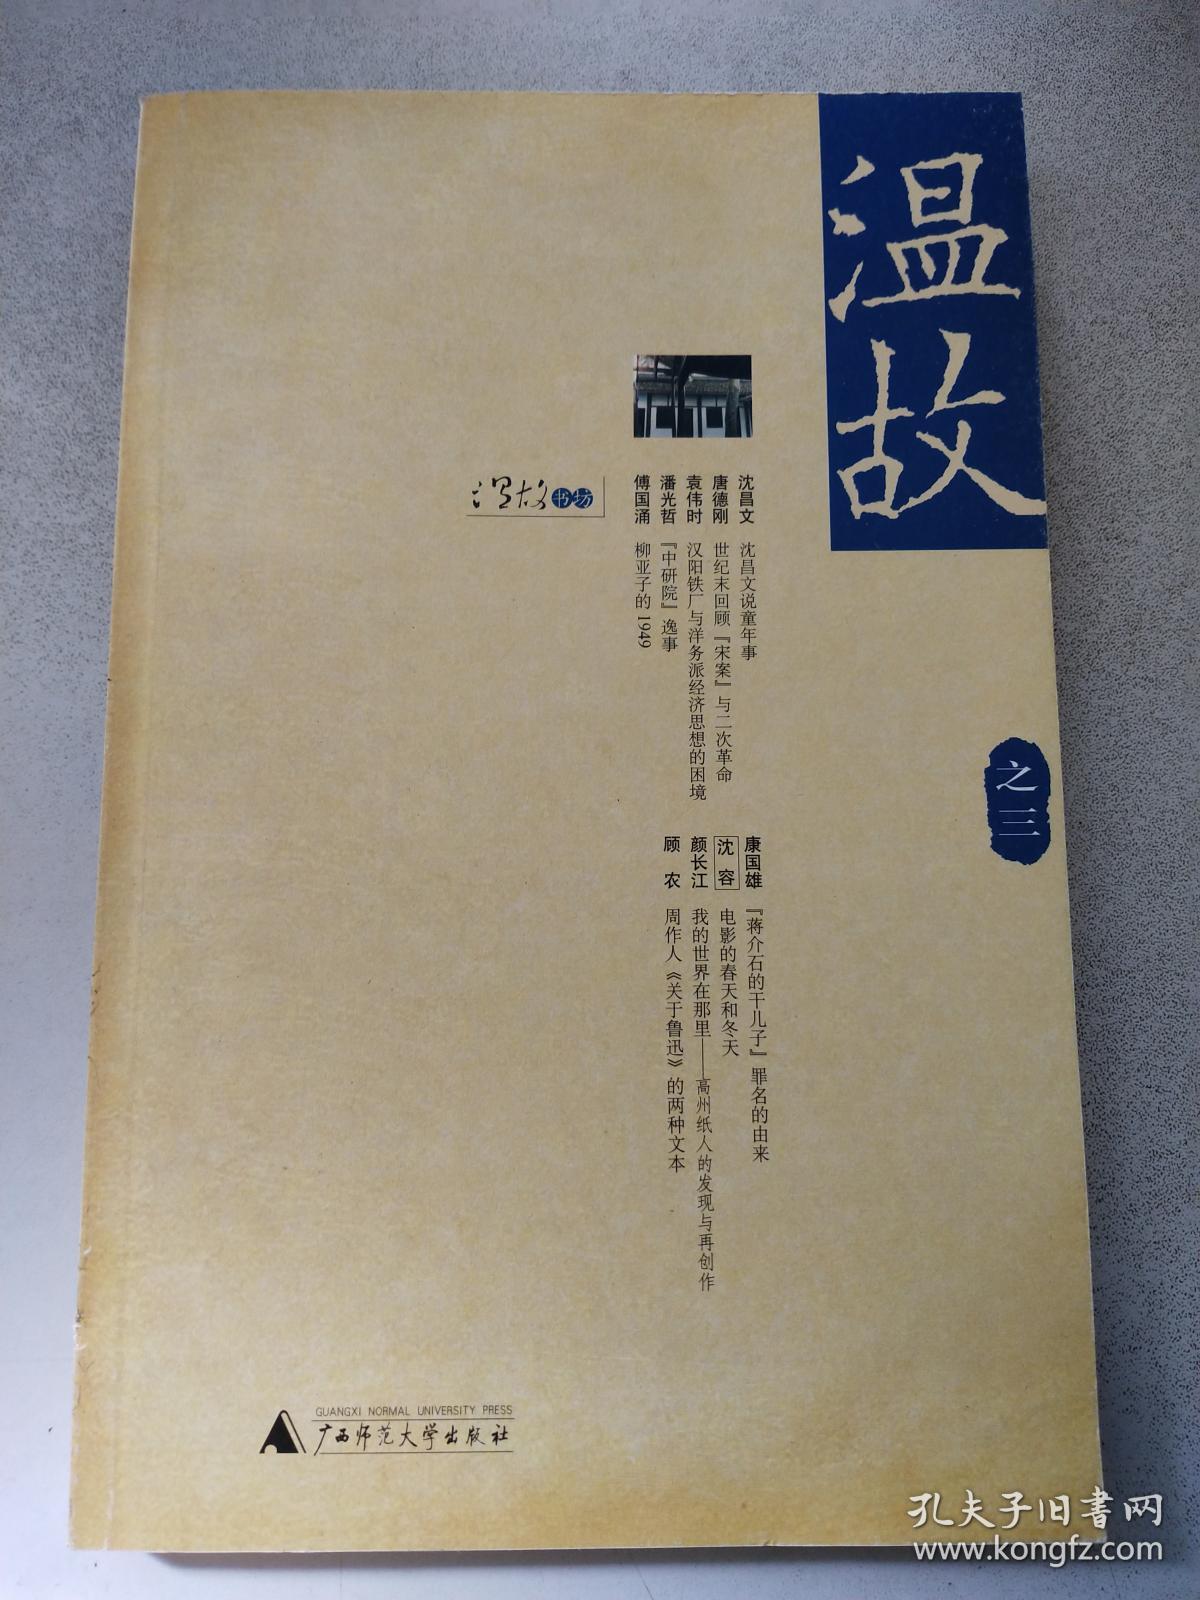 温故
之三
温故书坊
沈昌文 沈昌文说童年事
唐德刚 世纪末回顾『宋案』与二次革命
袁伟时 汉阳铁厂与洋务派经济思想的困境
潘光哲 『中研院』逸事
傅国涌 柳亚子的1949
康国雄 『蒋介石的干儿子』罪名的由来
沈容 电影的春天和冬天
颜长江 我的世界在那里——高州纸人的发现与再创作
顾农 周作人《关于鲁迅》的两种文本
GUANGXI NORMAL UNIVERSITY PRESS
广西师范大学出版社
孔夫子旧书网
www.kongfz.com